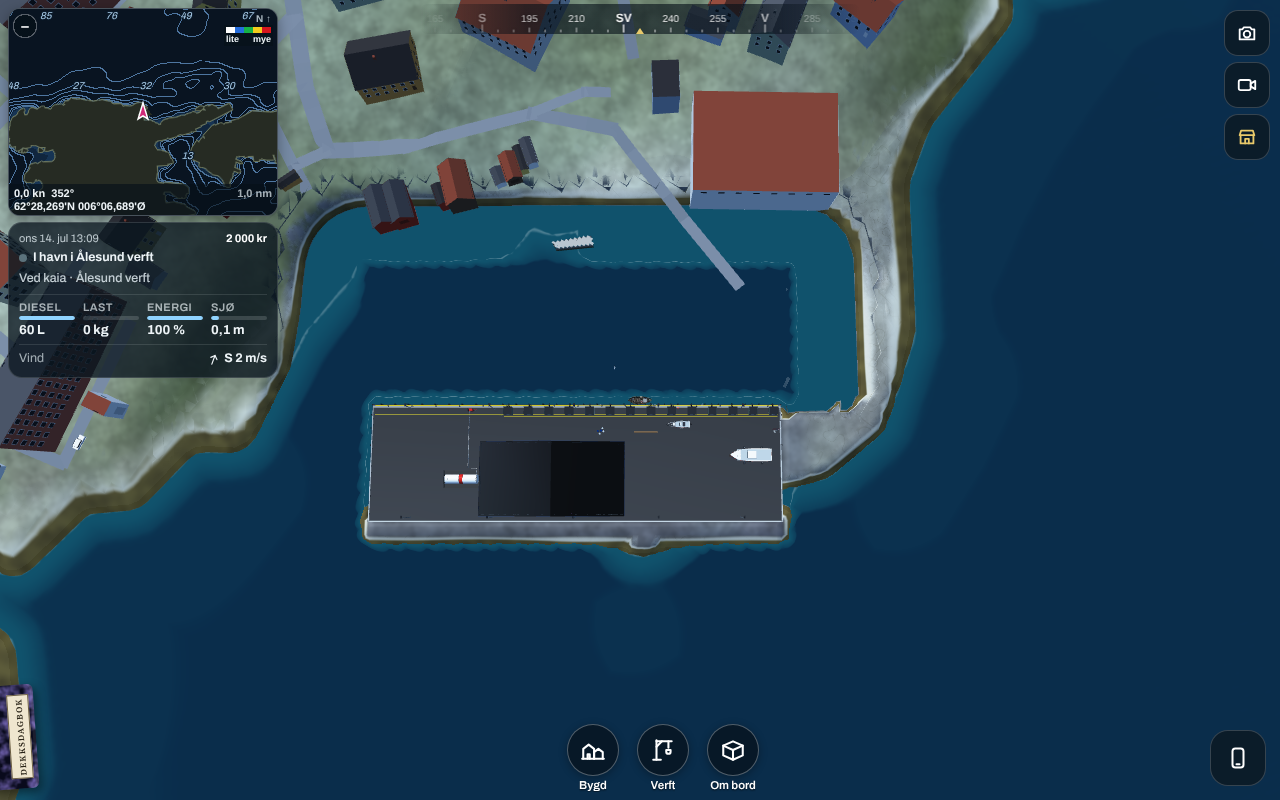 85 76 49 67 N ↑
lite mye
48 27 32 30
13
0,0 kn 352° 1,0 nm
62°28,269'N 006°06,689'Ø
S 195 210 SV 240 255 V 285
ons 14. jul 13:09 2 000 kr
I havn i Ålesund verft
Ved kaia · Ålesund verft
DIESEL LAST ENERGI SJØ
60 L 0 kg 100 % 0,1 m
Vind S 2 m/s
DEKKSDAGBOK
Bygd Verft Om bord